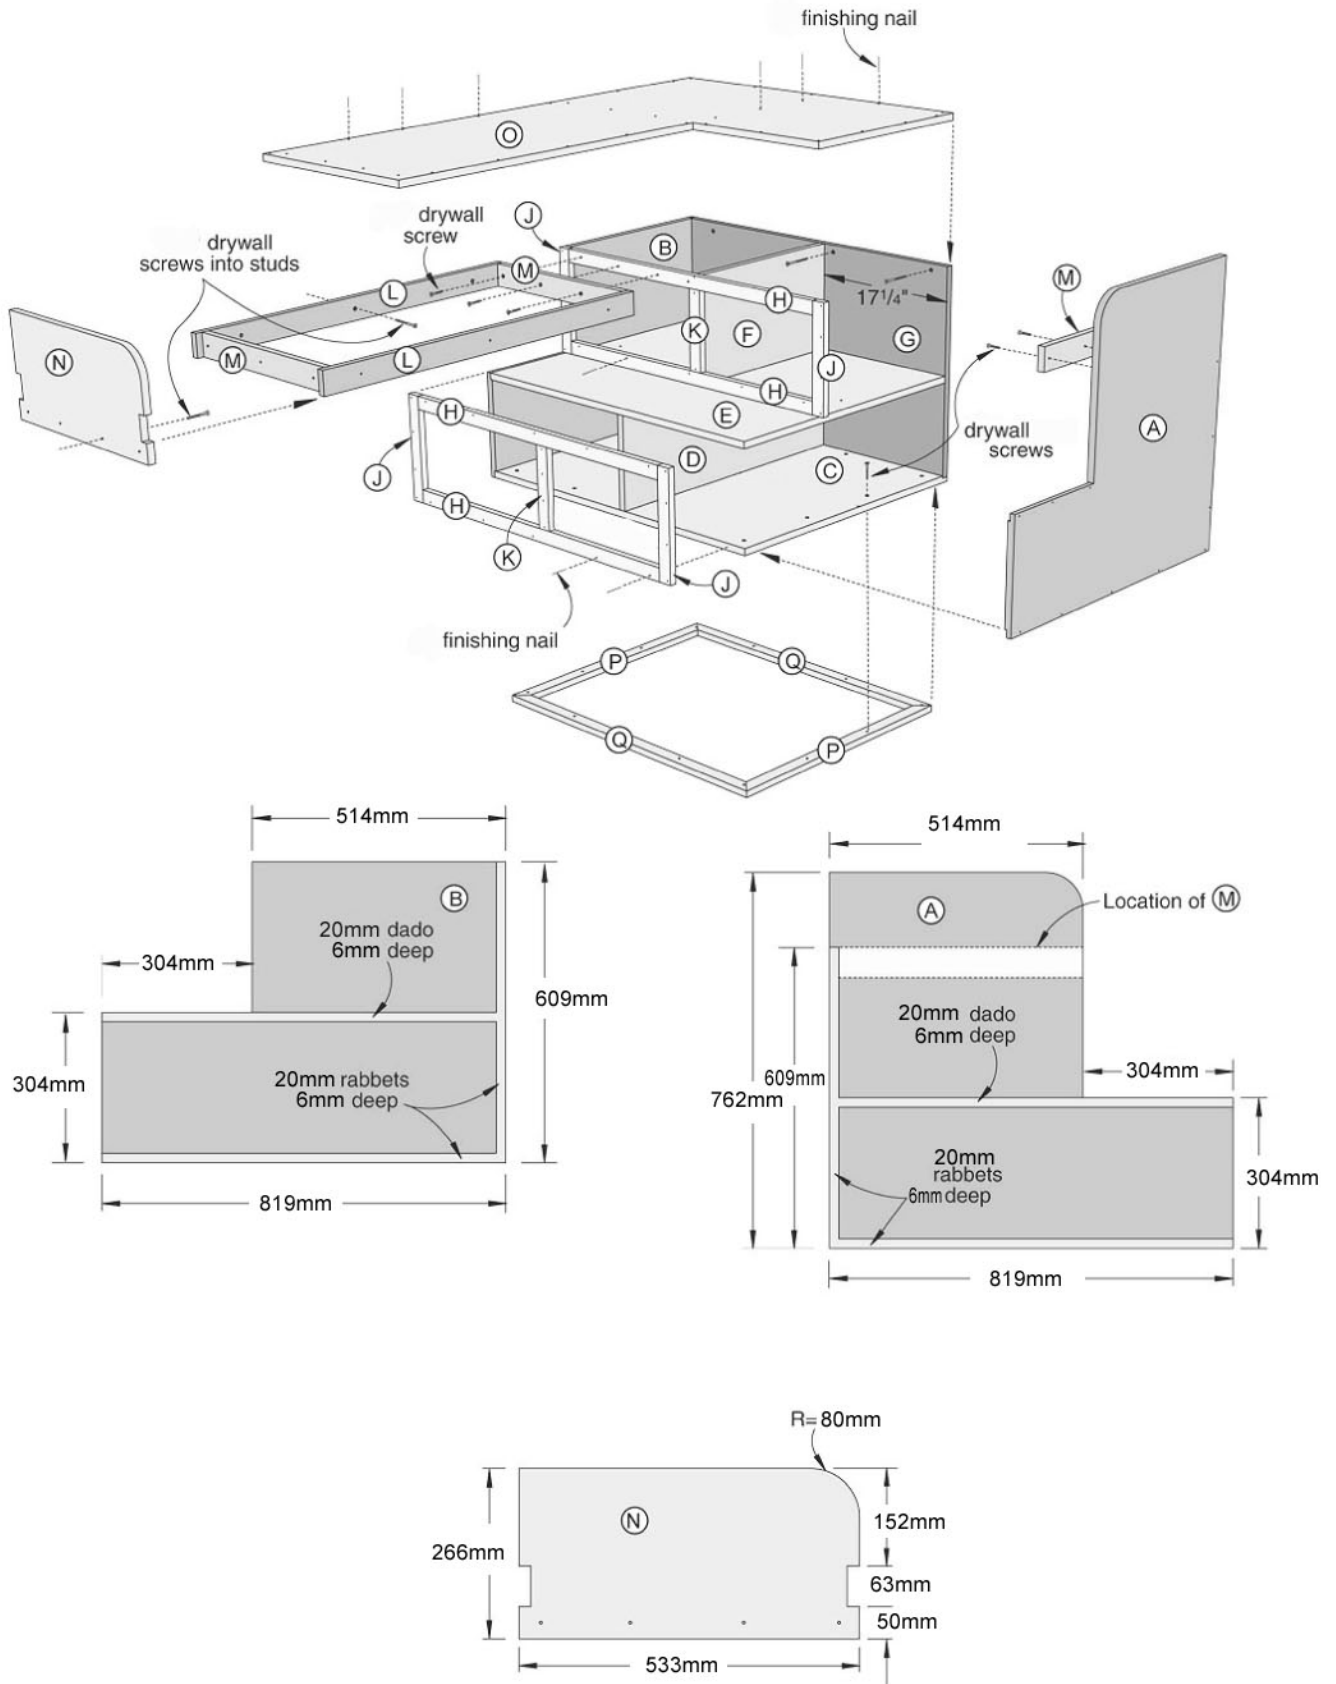 finishing nail
O
drywall
screw
J
drywall
screws into studs
B
M
L
H
17 1/4"
M
K
F
G
N
M
L
J
H
E
A
H
drywall
screws
D
C
J
H
K
J
finishing nail
P
Q
Q
P
514mm
B
20mm dado
6mm deep
304mm
609mm
304mm
20mm rabbets
6mm deep
819mm
514mm
A
Location of M
20mm dado
6mm deep
609mm
304mm
762mm
20mm
rabbets
6mm deep
304mm
819mm
R= 80mm
N
152mm
266mm
63mm
50mm
533mm